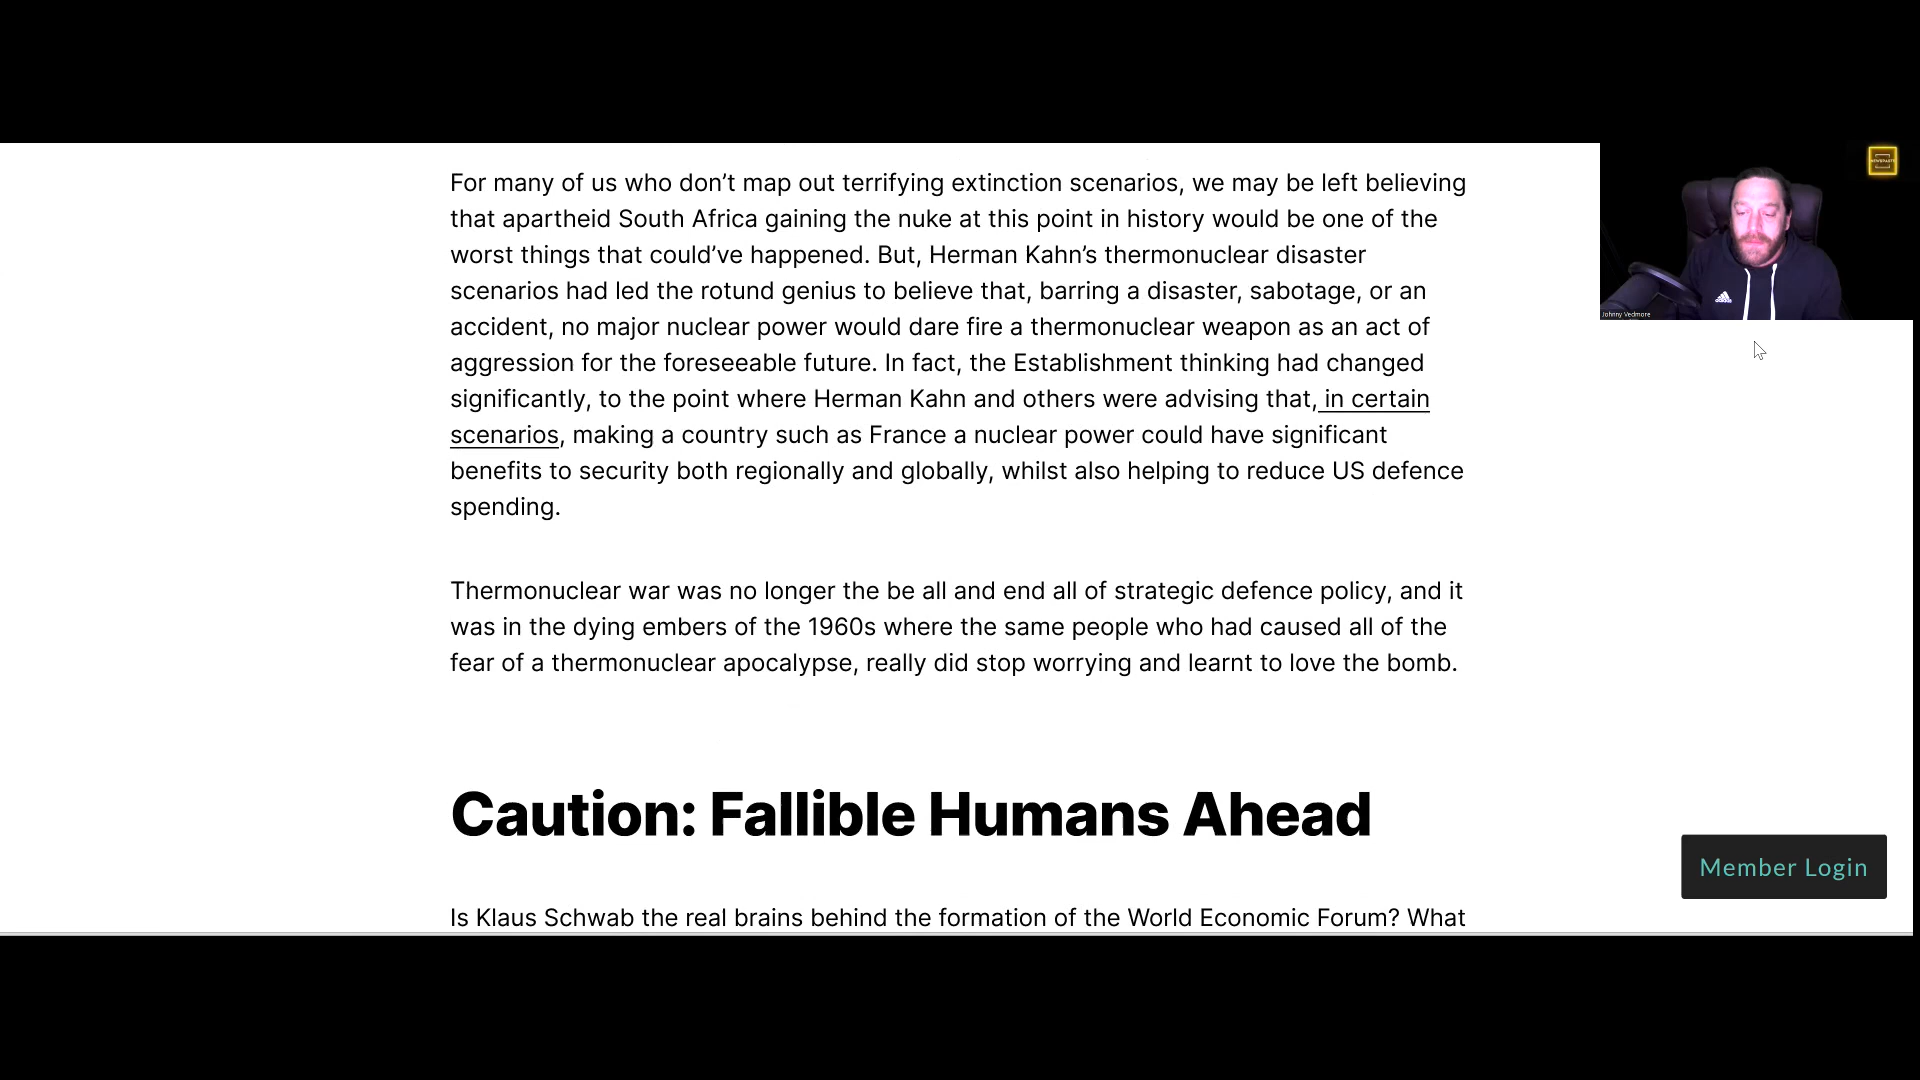 For many of us who don’t map out terrifying extinction scenarios, we may be left believing
that apartheid South Africa gaining the nuke at this point in history would be one of the
worst things that could’ve happened. But, Herman Kahn’s thermonuclear disaster
scenarios had led the rotund genius to believe that, barring a disaster, sabotage, or an
accident, no major nuclear power would dare fire a thermonuclear weapon as an act of
aggression for the foreseeable future. In fact, the Establishment thinking had changed
significantly, to the point where Herman Kahn and others were advising that, in certain
scenarios, making a country such as France a nuclear power could have significant
benefits to security both regionally and globally, whilst also helping to reduce US defence
spending.
Thermonuclear war was no longer the be all and end all of strategic defence policy, and it
was in the dying embers of the 1960s where the same people who had caused all of the
fear of a thermonuclear apocalypse, really did stop worrying and learnt to love the bomb.
Caution: Fallible Humans Ahead
Is Klaus Schwab the real brains behind the formation of the World Economic Forum? What
Johnny Vedmore
adidas
Member Login